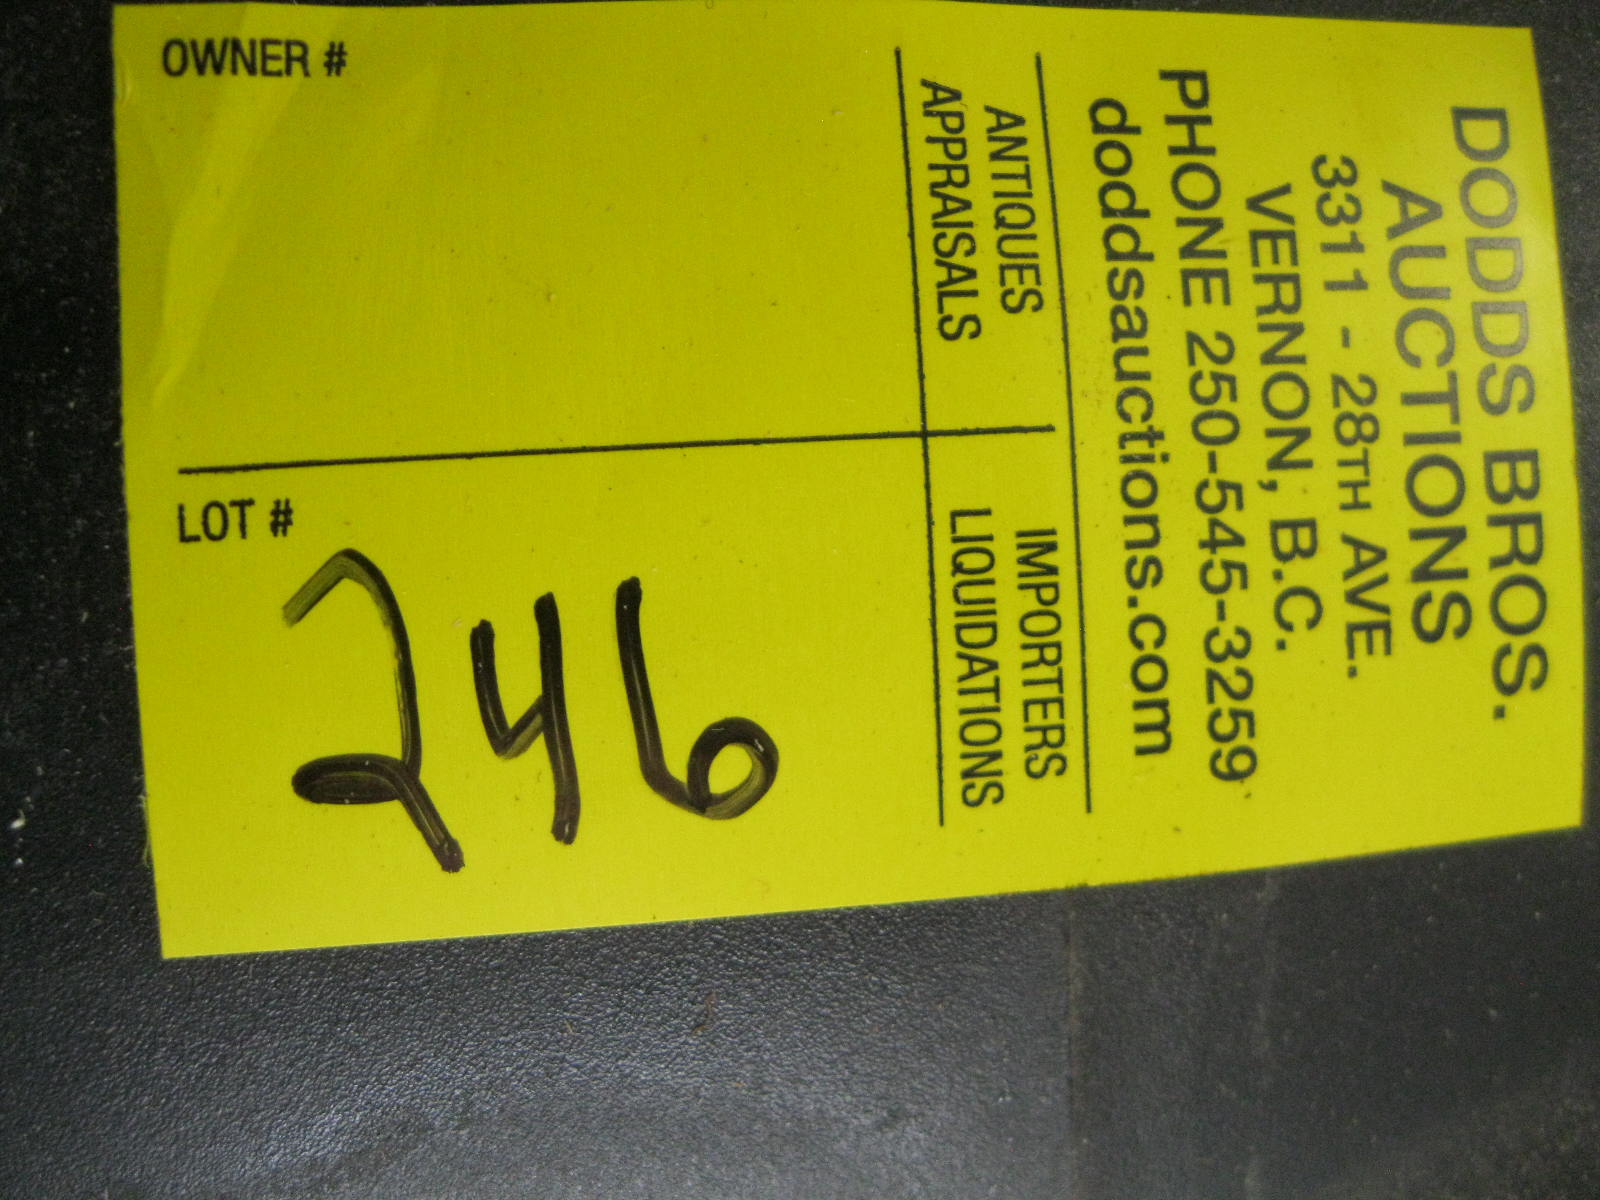 DODDS BROS.
AUCTIONS
3311 - 28TH AVE.
VERNON, B.C.
PHONE 250-545-3259
doddsauctions.com
ANTIQUES
APPRAISALS
IMPORTERS
LIQUIDATIONS
OWNER #
LOT #
246